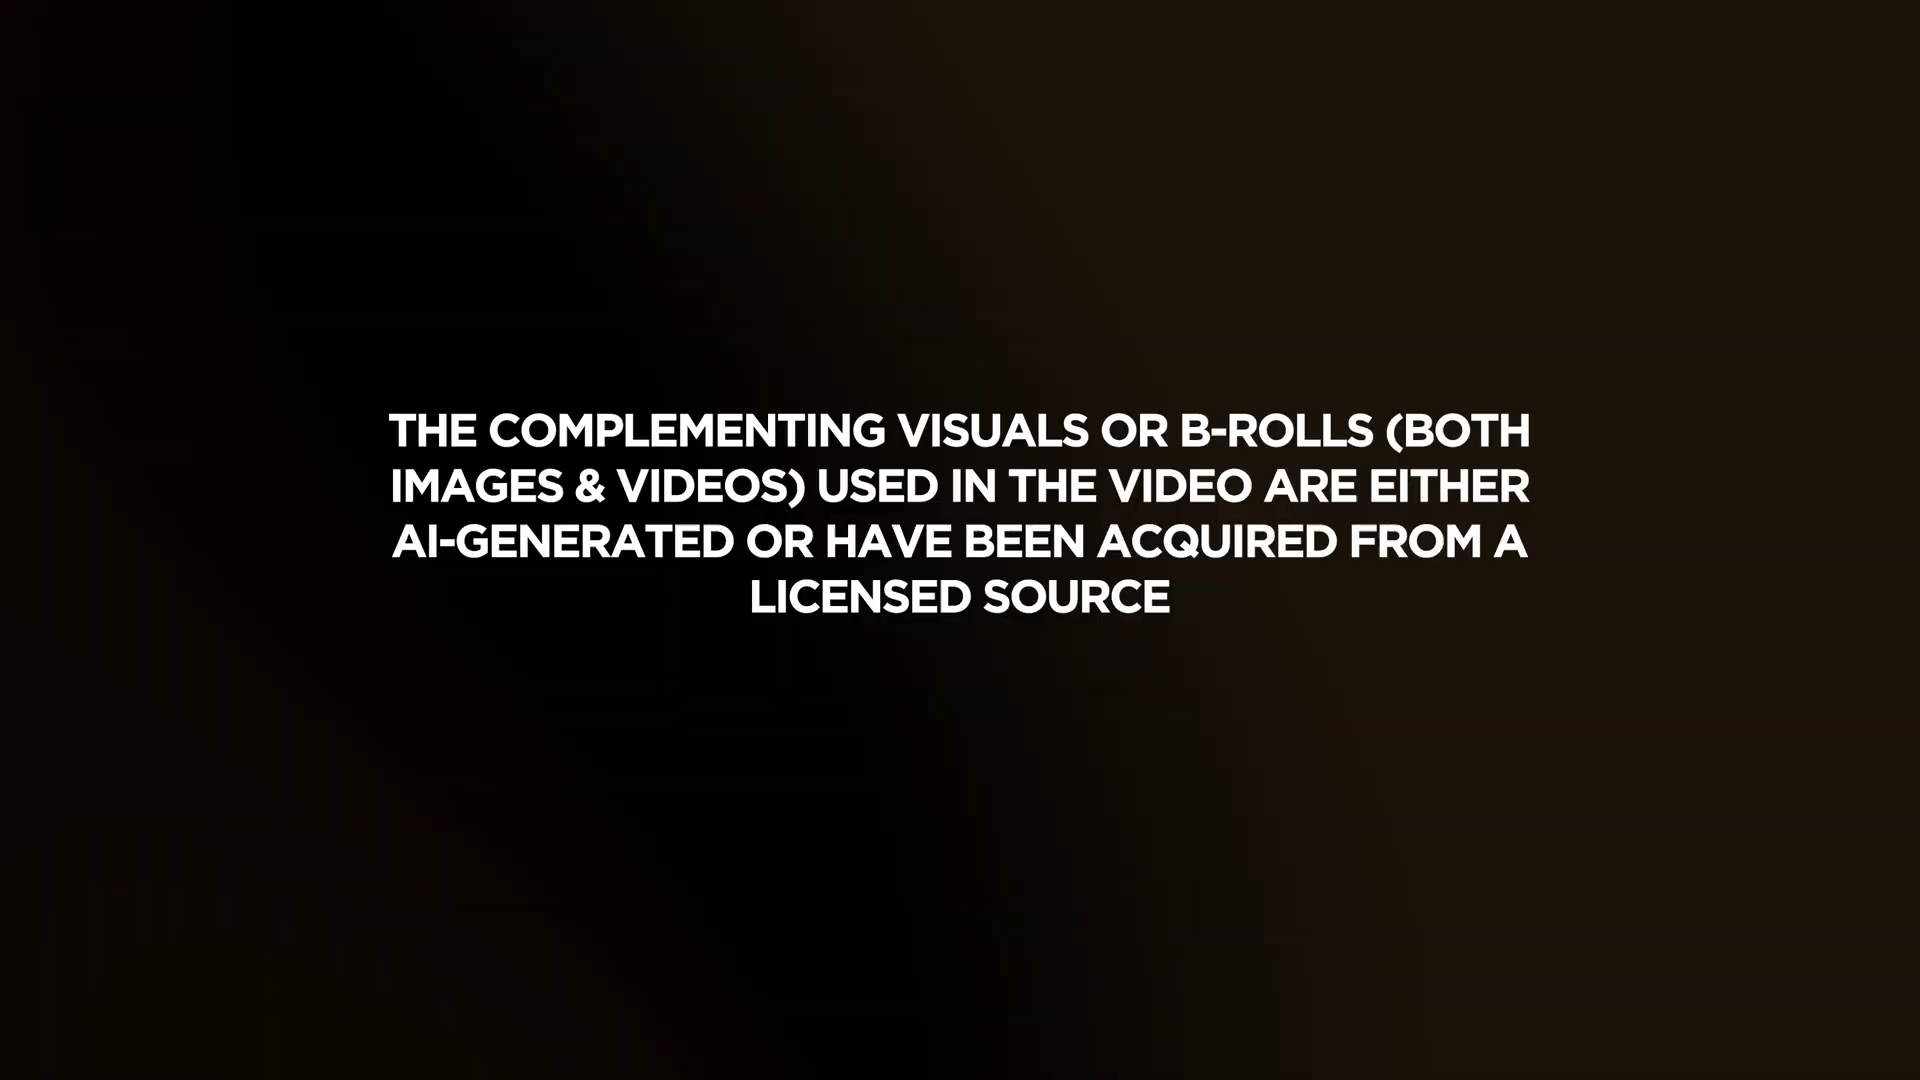 THE COMPLEMENTING VISUALS OR B-ROLLS (BOTH
IMAGES & VIDEOS) USED IN THE VIDEO ARE EITHER
AI-GENERATED OR HAVE BEEN ACQUIRED FROM A
LICENSED SOURCE